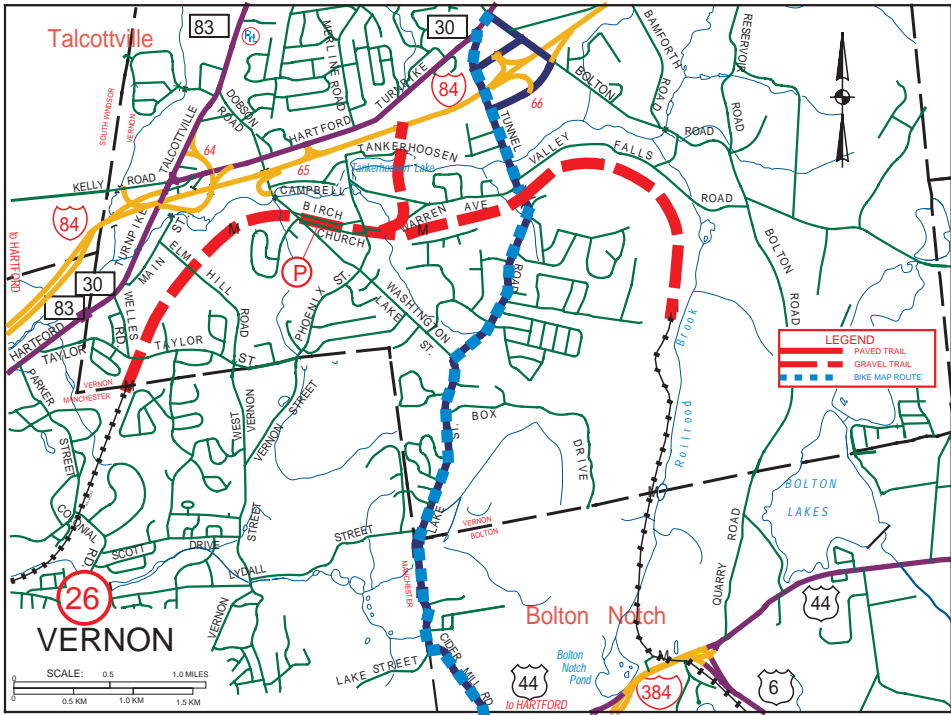 Talcottville
83
RH
30
MERLINE ROAD
BAMFORTH
ROAD
RESERVOIR
ROAD
SOUTH WINDSOR
VERNON
DOBSON
ROAD
HARTFORD
TURNPIKE
84
66
BOLTON
ROAD
TALCOTTVILLE
64
65
TANKERHOOSEN
Tankerhoosen Lake
TUNNEL
VALLEY
FALLS
ROAD
KELLY ROAD
CAMPBELL
BIRCH
CHURCH
WARREN AVE
M
M
84
to HARTFORD
TURNPIKE
MAIN
ST.
ELM
HILL
ROAD
P
PHOENIX
ST.
LAKE
WASHINGTON
ST.
ROAD
BOLTON
ROAD
30
83
WELLES
RD
HARTFORD
TAYLOR
TAYLOR
ST
Brook
Railroad
LEGEND
PAVED TRAIL
GRAVEL TRAIL
BIKE MAP ROUTE
PARKER
STREET
VERNON
MANCHESTER
WEST
VERNON
VERNON
STREET
STREET
BOX
DRIVE
ST.
LAKE
BOLTON
LAKES
COLONIAL
RD.
SCOTT DRIVE
LYDALL
STREET
VERNON
BOLTON
MANCHESTER
QUARRY
ROAD
26
VERNON
VERNON
SCALE: 0.5 1.0 MILES
0
0 0.5 KM 1.0 KM 1.5 KM
LAKE STREET
CIDER MILL RD
44
to HARTFORD
Bolton Notch
Bolton
Notch
Pond
M
384
44
6